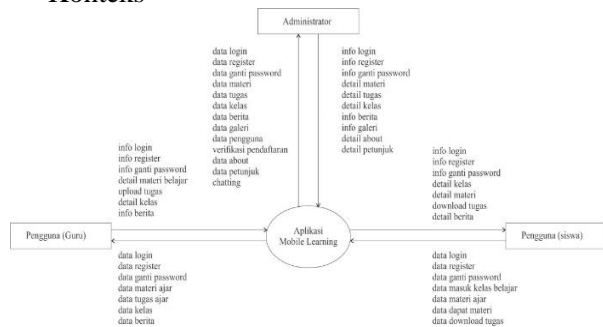 Konteks
Administrator
data login
data register
data ganti password
data materi
data tugas
data kelas
data berita
data galeri
data pengguna
verifikasi pendaftaran
data about
data petunjuk
chatting
info login
info register
info ganti password
detail materi
detail tugas
detail kelas
info berita
info galeri
detail about
detail petunjuk
info login
info register
info ganti password
detail materi belajar
upload tugas
detail kelas
info berita
info login
info register
info ganti password
detail kelas
detail materi
download tugas
detail berita
Pengguna (Guru)
Aplikasi
Mobile Learning
Pengguna (siswa)
data login
data register
data ganti password
data materi ajar
data tugas ajar
data kelas
data berita
data login
data register
data ganti password
data masuk kelas belajar
data materi ajar
data dapat materi
data download tugas